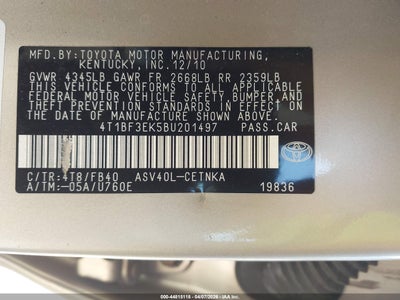 MFD.BY:TOYOTA MOTOR MANUFACTURING,
KENTUCKY, INC. 12/10
GVWR 4345LB GAWR FR 2668LB RR 2359LB
THIS VEHICLE CONFORMS TO ALL APPLICABLE
FEDERAL MOTOR VEHICLE SAFETY,BUMPER,AND
THEFT PREVENTION STANDARDS IN EFFECT ON
THE DATE OF MANUFACTURE SHOWN ABOVE.
4T1BF3EK5BU201497 PASS.CAR
C/TR:4T8/FB40 ASV40L-CETNKA
A/TM:-05A/U760E 19836
TOYOTA
000-44815118 - 04/07/2026 -